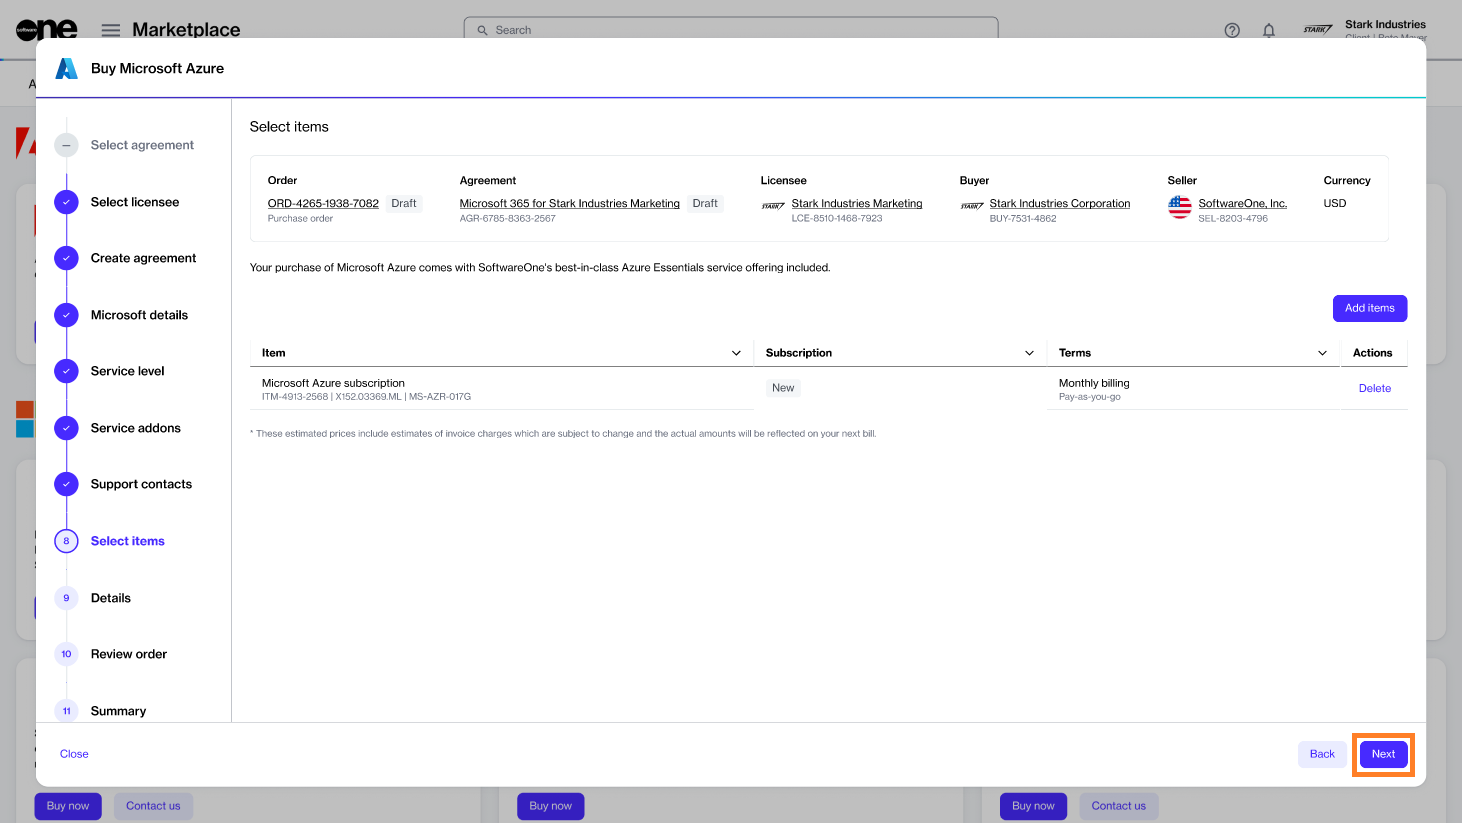 software one
Marketplace
Search
Stark Industries
STARK
Buy Microsoft Azure
Select agreement
Select licensee
Create agreement
Microsoft details
Service level
Service addons
Support contacts
8 Select items
9 Details
10 Review order
11 Summary
Select items
Order Agreement Licensee Buyer Seller Currency
ORD-4265-1938-7082 Draft Microsoft 365 for Stark Industries Marketing Draft STARK Stark Industries Marketing STARK Stark Industries Corporation SoftwareOne, Inc. USD
Purchase order AGR-6785-8363-2567 LCE-8510-1468-7923 BUY-7531-4862 SEL-8203-4796
Your purchase of Microsoft Azure comes with SoftwareOne's best-in-class Azure Essentials service offering included.
Add items
Item Subscription Terms Actions
Microsoft Azure subscription New Monthly billing Delete
ITM-4913-2568 | X152.03369.ML | MS-AZR-017G Pay-as-you-go
* These estimated prices include estimates of invoice charges which are subject to change and the actual amounts will be reflected on your next bill.
Close Back Next
Buy now Contact us Buy now Buy now Contact us